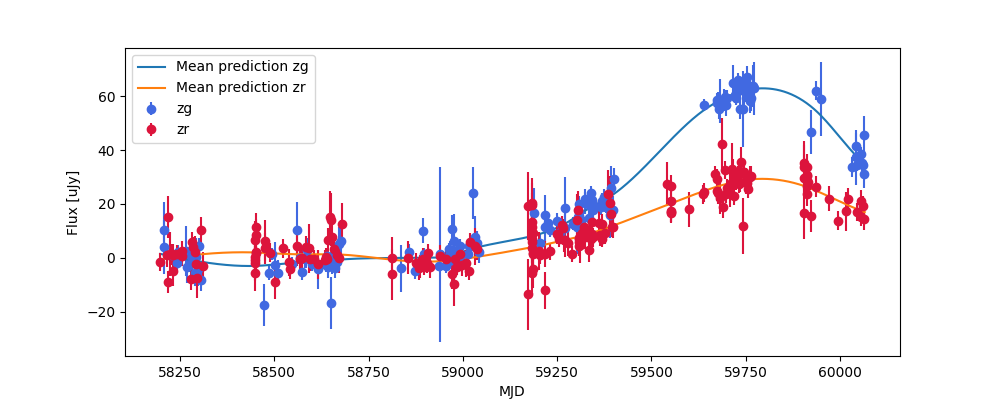 Mean prediction zg
Mean prediction zr
zg
zr
Flux [uJy]
60
40
20
0
−20
58250 58500 58750 59000 59250 59500 59750 60000
MJD